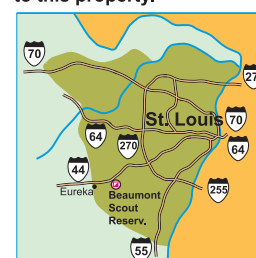 to this property.
70
27
St. Louis
70
64
270
64
44
Eureka
255
Beaumont
Scout
Reserv.
55